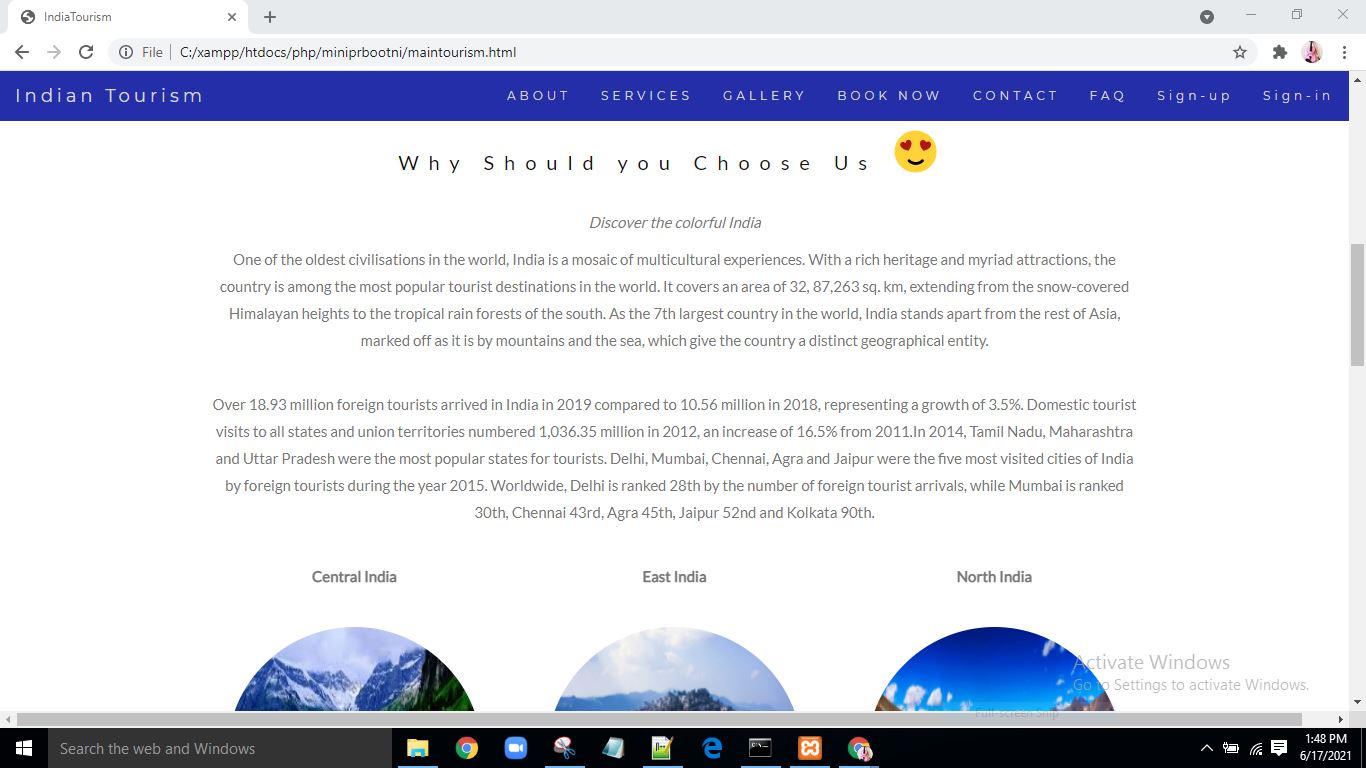 IndiaTourism
File C:/xampp/htdocs/php/miniprbootni/maintourism.html
Indian Tourism ABOUT SERVICES GALLERY BOOK NOW CONTACT FAQ Sign-up Sign-in
Why Should you Choose Us
Discover the colorful India
One of the oldest civilisations in the world, India is a mosaic of multicultural experiences. With a rich heritage and myriad attractions, the
country is among the most popular tourist destinations in the world. It covers an area of 32, 87,263 sq. km, extending from the snow-covered
Himalayan heights to the tropical rain forests of the south. As the 7th largest country in the world, India stands apart from the rest of Asia,
marked off as it is by mountains and the sea, which give the country a distinct geographical entity.
Over 18.93 million foreign tourists arrived in India in 2019 compared to 10.56 million in 2018, representing a growth of 3.5%. Domestic tourist
visits to all states and union territories numbered 1,036.35 million in 2012, an increase of 16.5% from 2011.In 2014, Tamil Nadu, Maharashtra
and Uttar Pradesh were the most popular states for tourists. Delhi, Mumbai, Chennai, Agra and Jaipur were the five most visited cities of India
by foreign tourists during the year 2015. Worldwide, Delhi is ranked 28th by the number of foreign tourist arrivals, while Mumbai is ranked
30th, Chennai 43rd, Agra 45th, Jaipur 52nd and Kolkata 90th.
Central India East India North India
Activate Windows
Go to Settings to activate Windows.
Full-screen Snip
Search the web and Windows
1:48 PM
6/17/2021